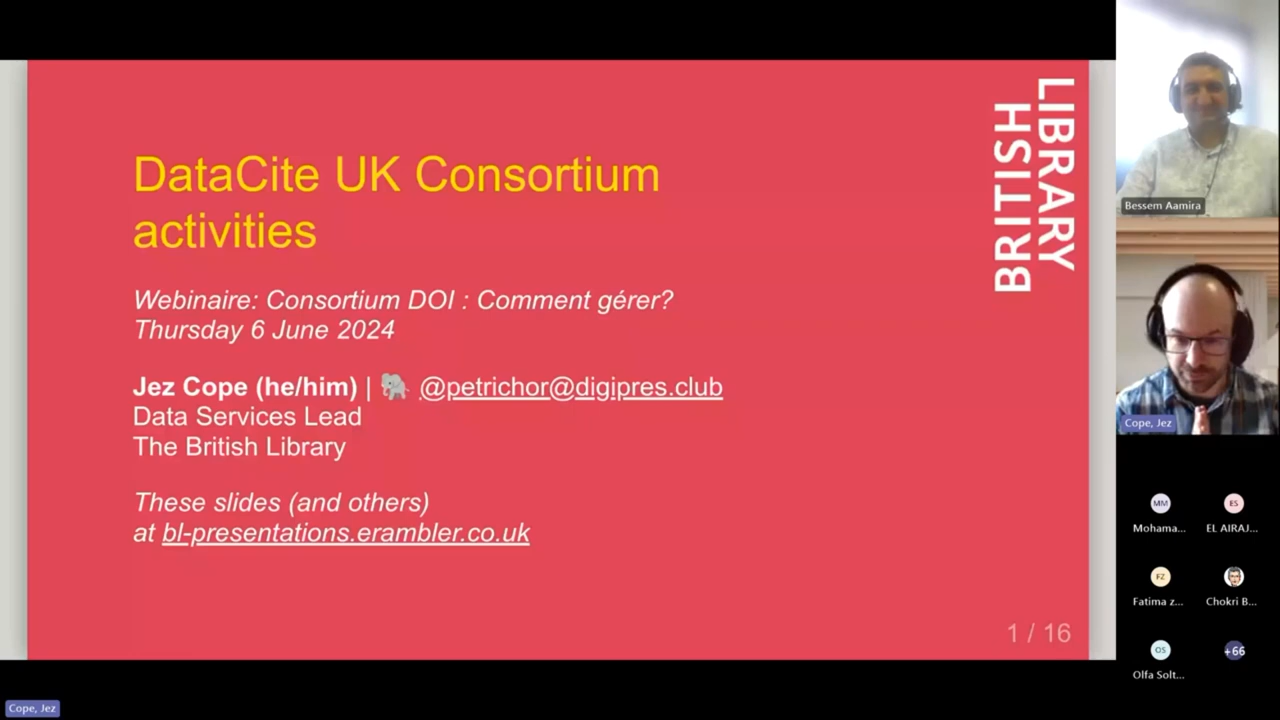 DataCite UK Consortium
activities
Webinaire: Consortium DOI : Comment gérer?
Thursday 6 June 2024
Jez Cope (he/him) | 🐘 @petrichor@digipres.club
Data Services Lead
The British Library
These slides (and others)
at bl-presentations.erambler.co.uk
1 / 16
BRITISH
LIBRARY
Bessem Aamira
Cope, Jez
MM
ES
Mohama...
EL AIRAJ...
FZ
Fatima z...
Chokri B...
OS
+66
Olfa Solt...
Cope, Jez